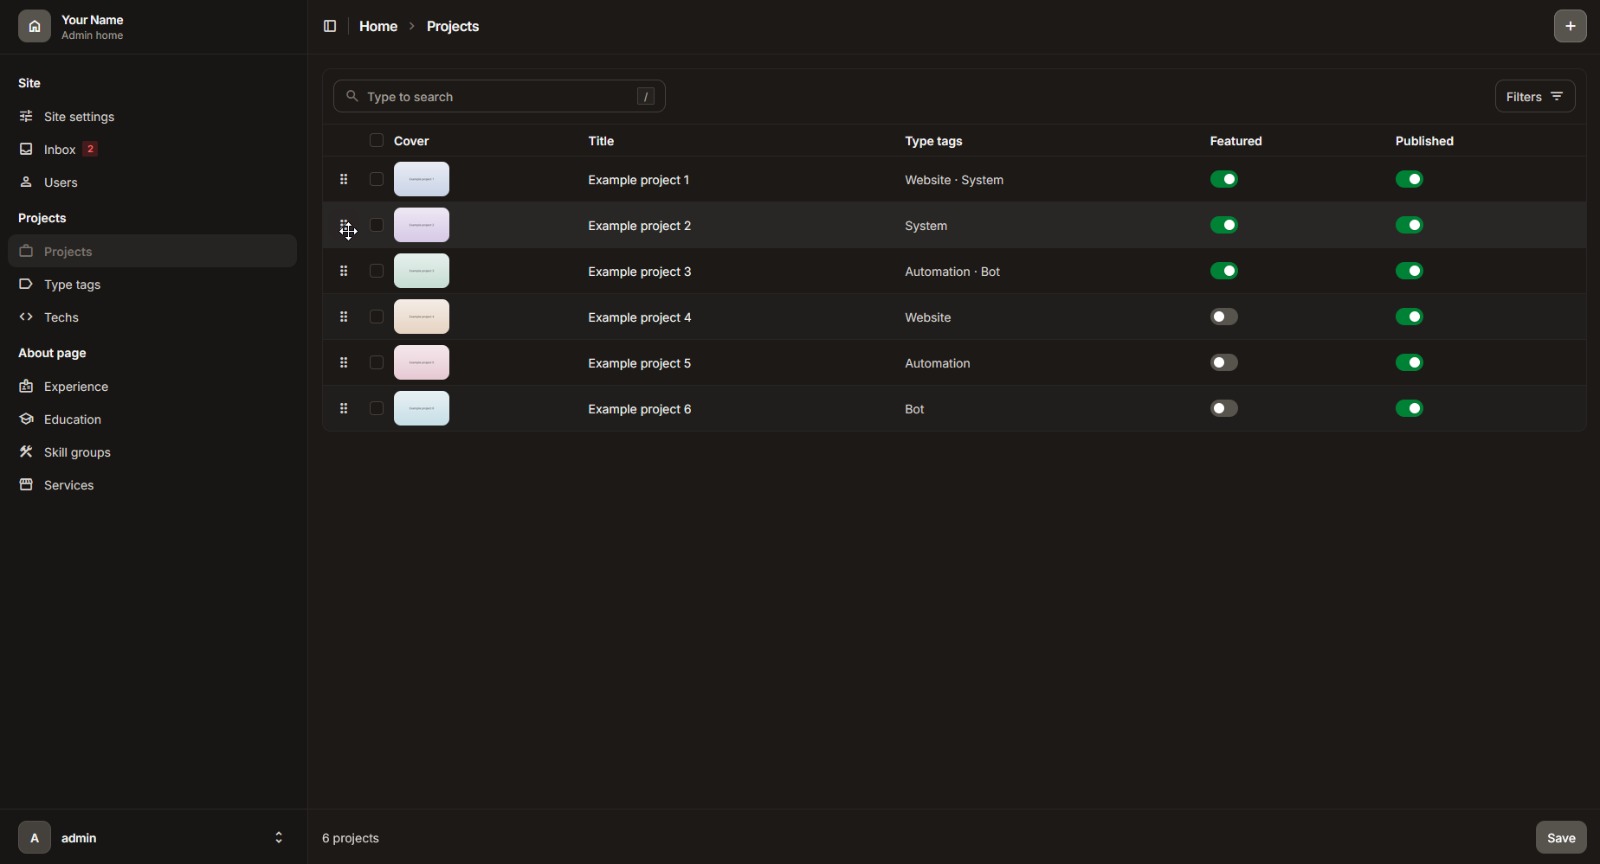 Your Name
Admin home
Home > Projects
+
Site
Site settings
Inbox 2
Users
Projects
Projects
Type tags
Techs
About page
Experience
Education
Skill groups
Services
A admin
Type to search /
Filters
Cover Title Type tags Featured Published
Example project 1 Website · System
Example project 2 System
Example project 3 Automation · Bot
Example project 4 Website
Example project 5 Automation
Example project 6 Bot
6 projects
Save